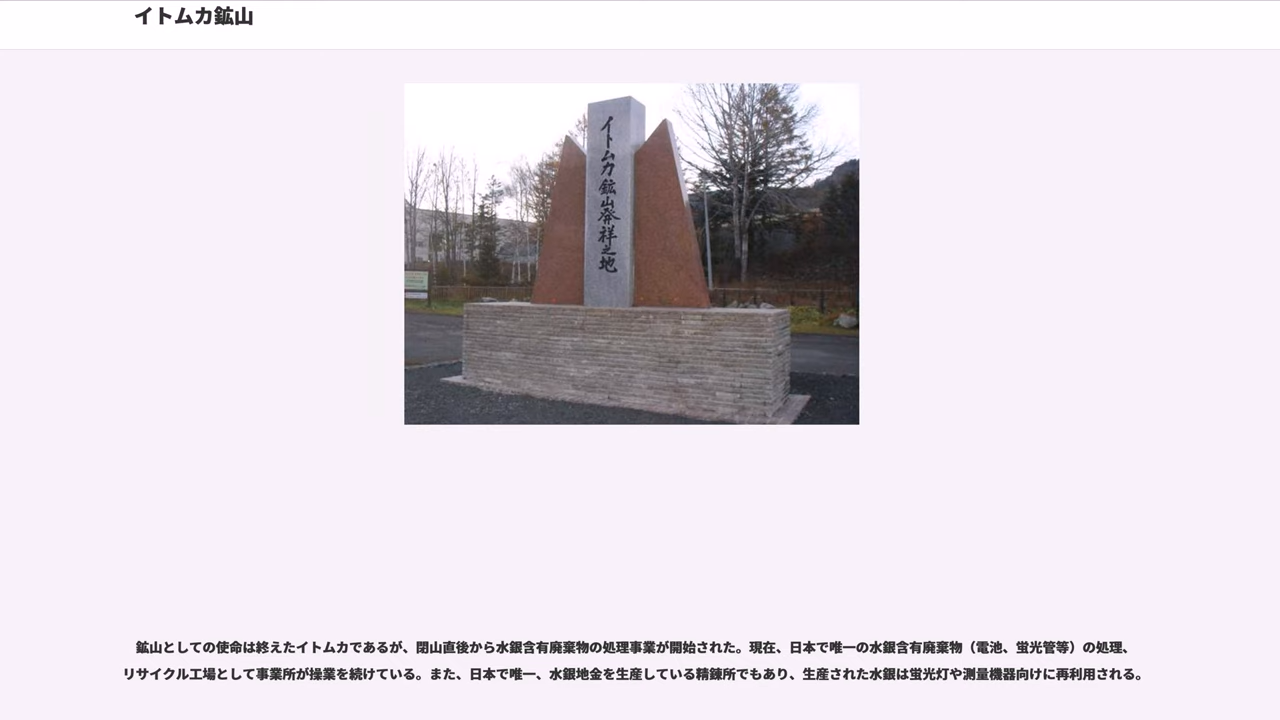 イトムカ鉱山
イトムカ鉱山発祥之地
鉱山としての使命は終えたイトムカであるが、閉山直後から水銀含有廃棄物の処理事業が開始された。現在、日本で唯一の水銀含有廃棄物（電池、蛍光管等）の処理、
リサイクル工場として事業所が操業を続けている。また、日本で唯一、水銀地金を生産している精錬所でもあり、生産された水銀は蛍光灯や測量機器向けに再利用される。